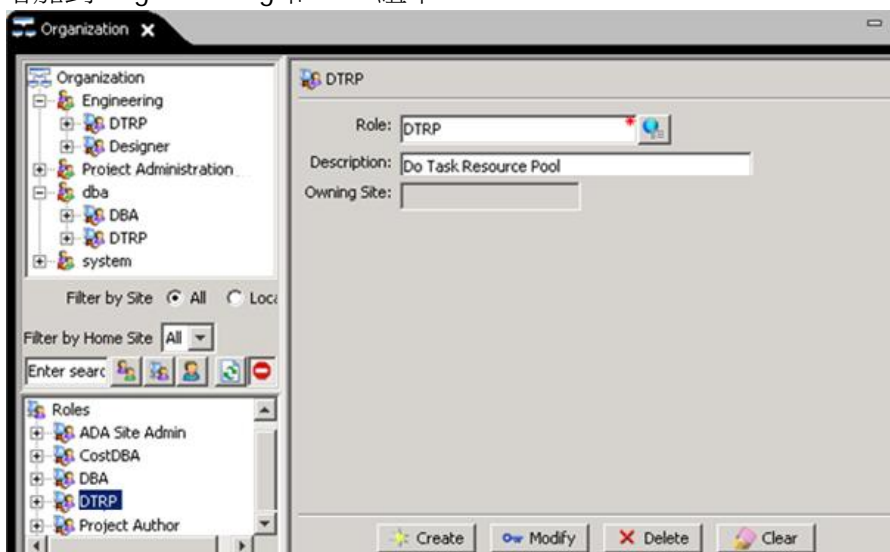 Organization
Organization
Engineering
DTRP
Designer
Project Administration
dba
DBA
DTRP
system
Filter by Site All Loca
Filter by Home Site All
Enter searc
Roles
ADA Site Admin
CostDBA
DBA
DTRP
Project Author
DTRP
Role: DTRP *
Description: Do Task Resource Pool
Owning Site:
Create Modify Delete Clear